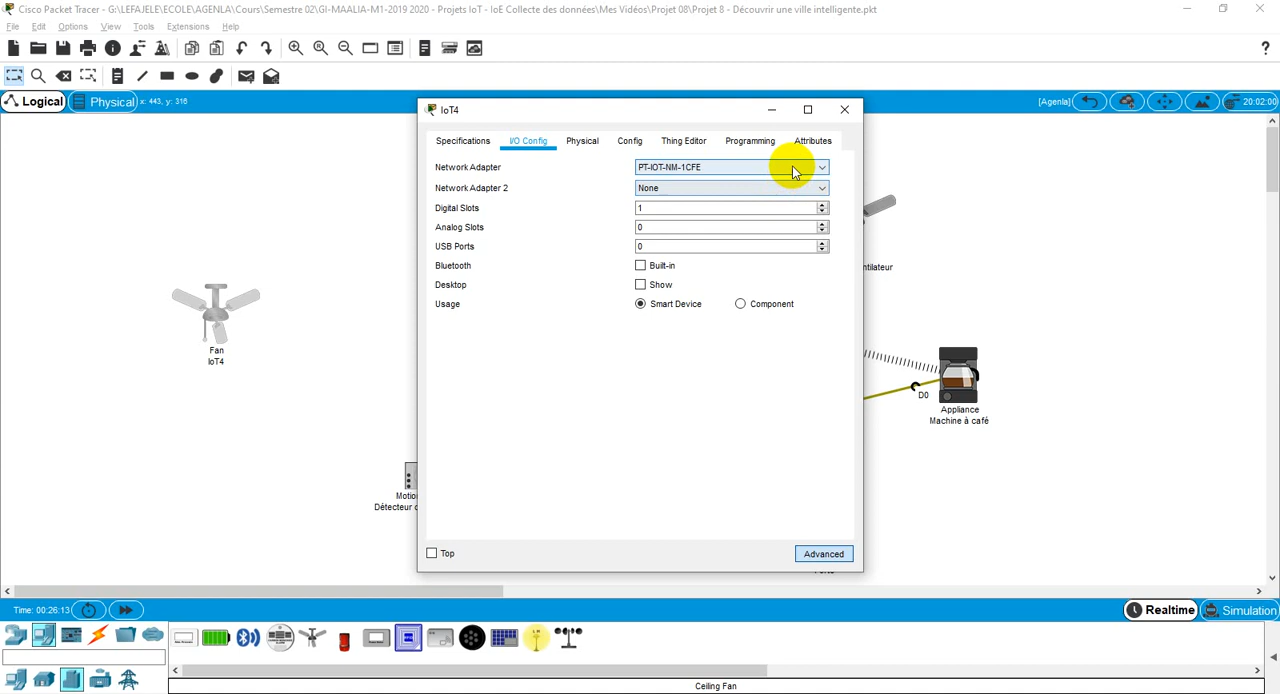 Cisco Packet Tracer - G:\LEFAJELE\ECOLE\AGENLA\Cours\Semestre 02\GI-MAALIA-M1-2019 2020 - Projets IoT - IoE Collecte des données\Mes Vidéos\Projet 08\Projet 8 - Découvrir une ville intelligente.pkt
File Edit Options View Tools Extensions Help
Logical Physical x: 443, y: 316 [Agenla] 20:02:00
IoT4
Specifications I/O Config Physical Config Thing Editor Programming Attributes
Network Adapter PT-IOT-NM-1CFE
Network Adapter 2 None
Digital Slots 1
Analog Slots 0
USB Ports 0
Bluetooth Built-in
Desktop Show
Usage Smart Device Component
Top Advanced
ntilateur
Fan
IoT4
D0
Appliance
Machine à café
Motio
Détecteur d
Time: 00:26:13 Realtime Simulation
Ceiling Fan